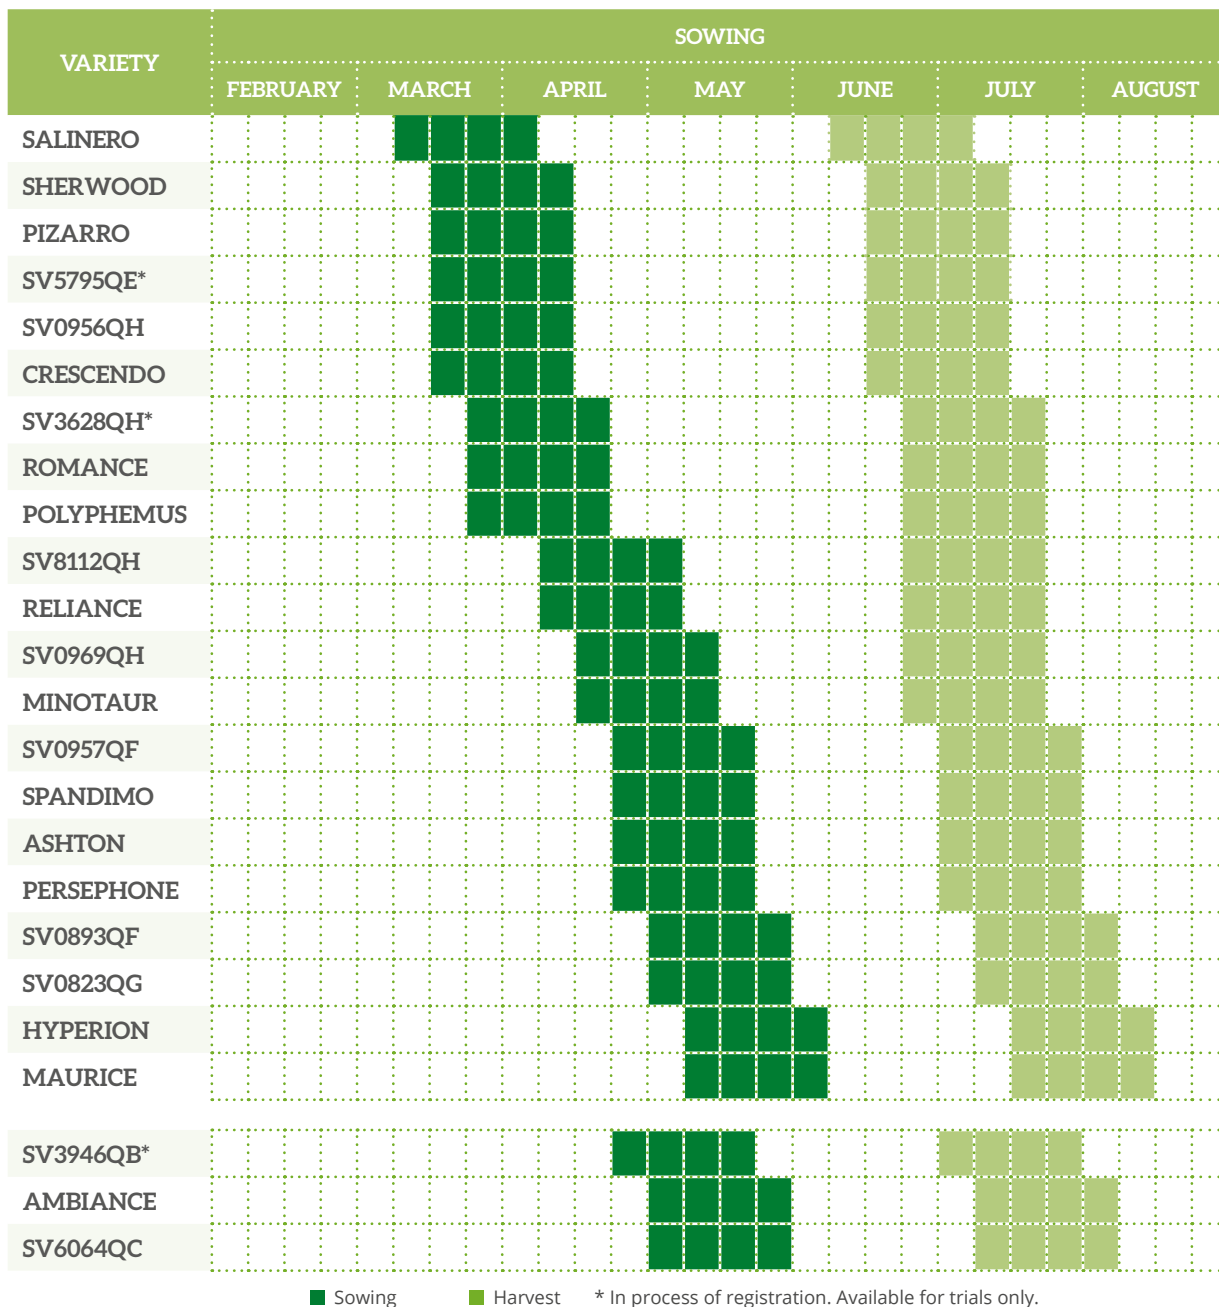 VARIETY
SOWING
FEBRUARY MARCH APRIL MAY JUNE JULY AUGUST
SALINERO
SHERWOOD
PIZARRO
SV5795QE*
SV0956QH
CRESCENDO
SV3628QH*
ROMANCE
POLYPHEMUS
SV8112QH
RELIANCE
SV0969QH
MINOTAUR
SV0957QF
SPANDIMO
ASHTON
PERSEPHONE
SV0893QF
SV0823QG
HYPERION
MAURICE
SV3946QB*
AMBIANCE
SV6064QC
Sowing Harvest * In process of registration. Available for trials only.